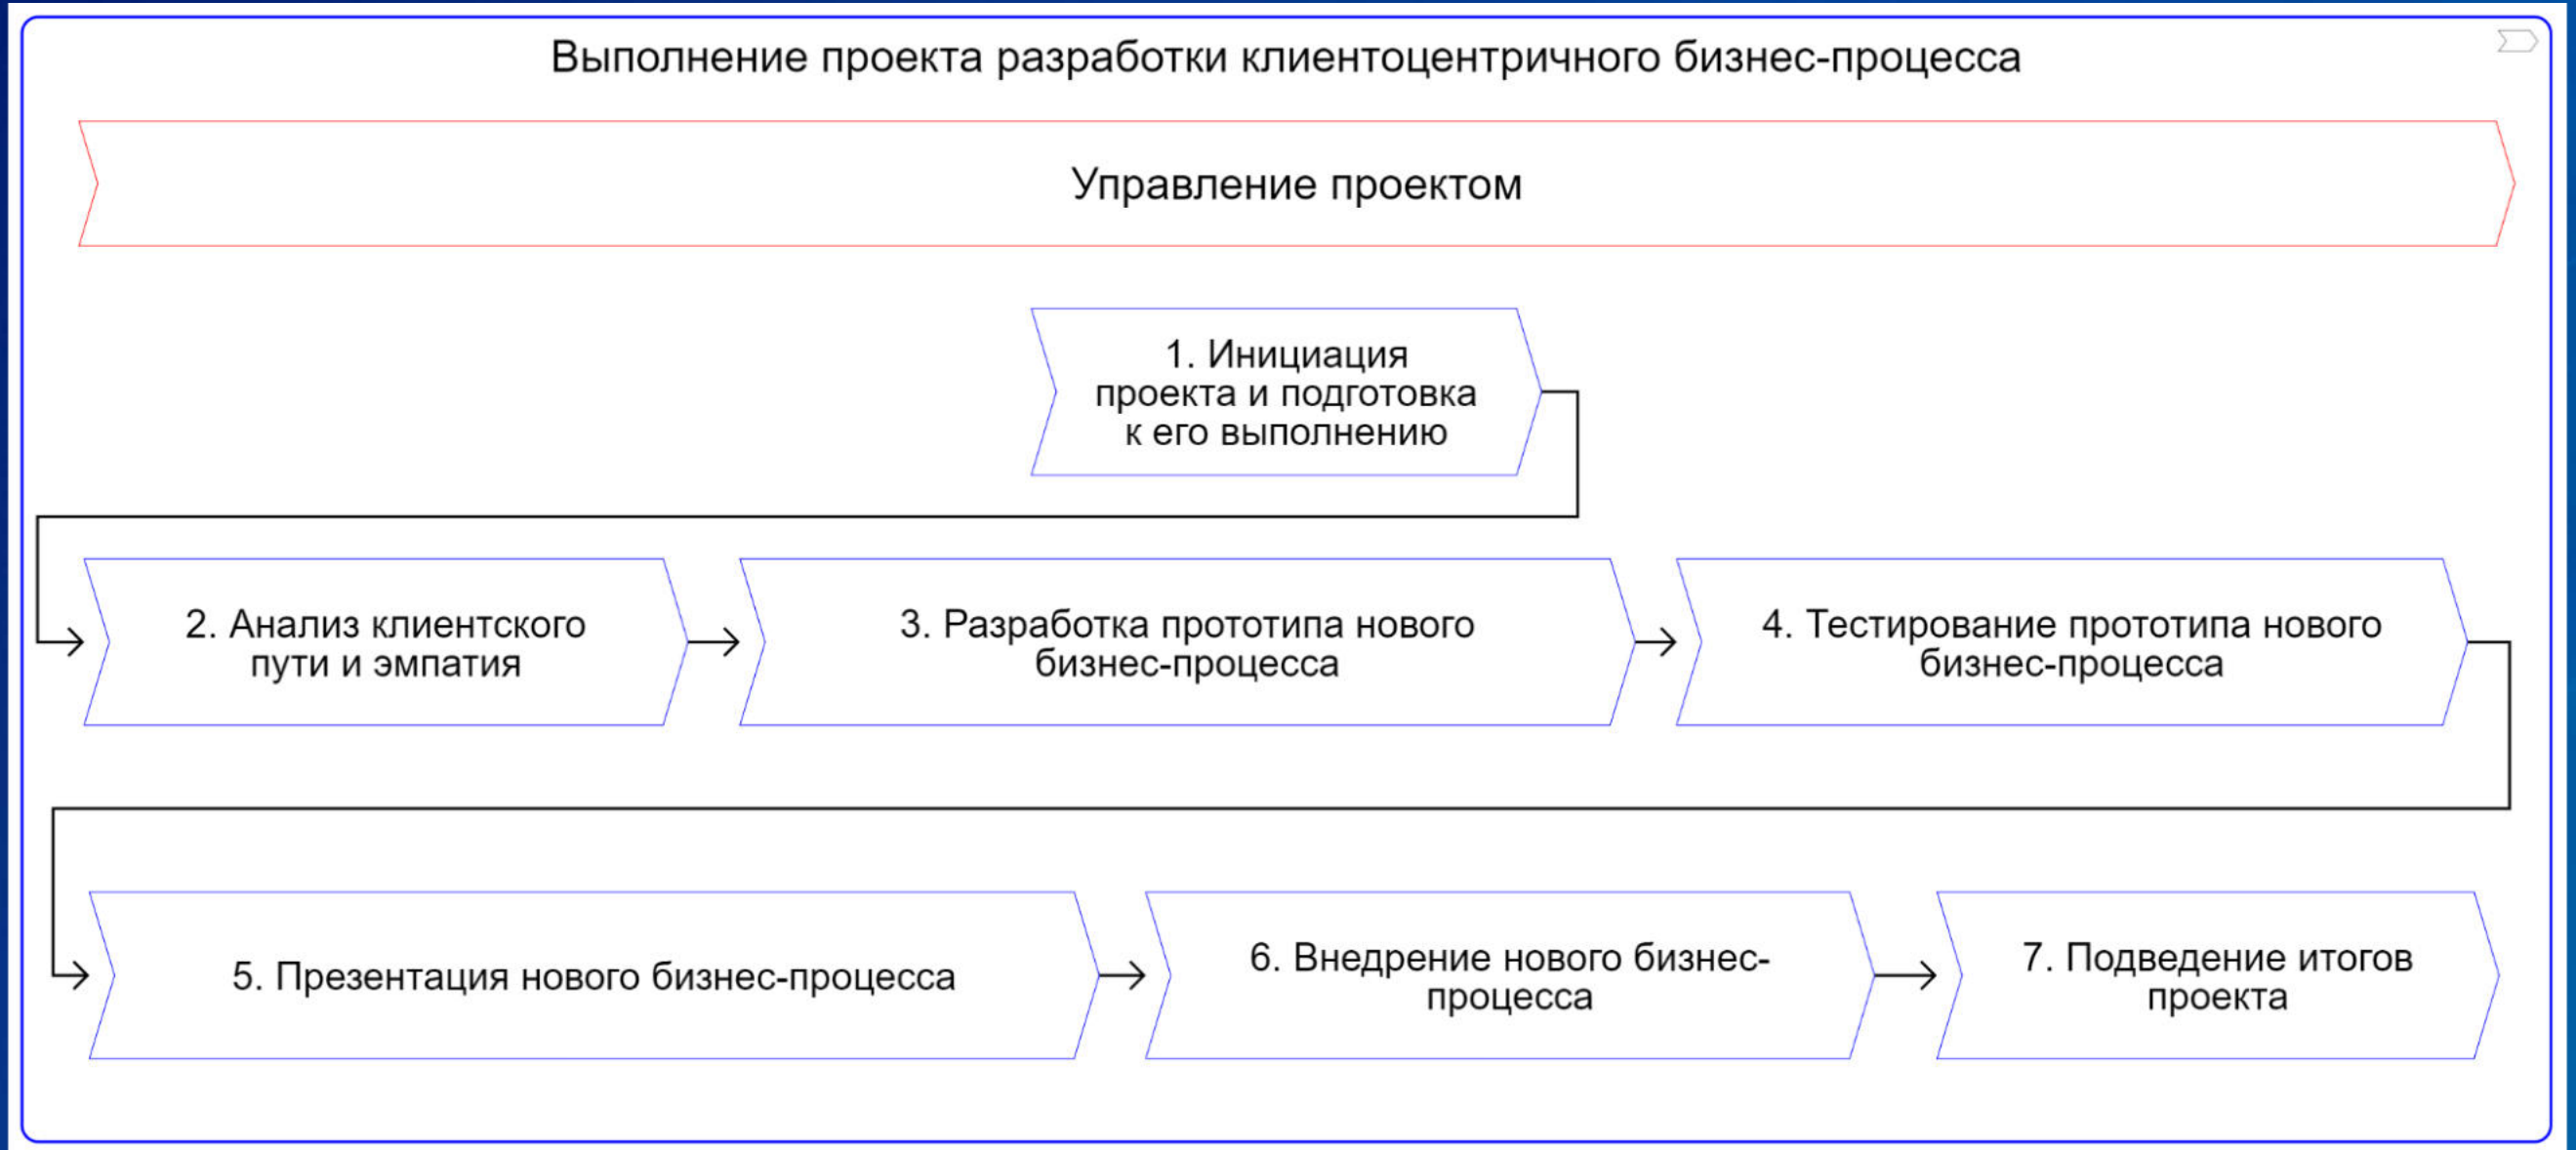 Выполнение проекта разработки клиентоцентричного бизнес-процесса
Управление проектом
1. Инициация
проекта и подготовка
к его выполнению
2. Анализ клиентского
пути и эмпатия
3. Разработка прототипа нового
бизнес-процесса
4. Тестирование прототипа нового
бизнес-процесса
5. Презентация нового бизнес-процесса
6. Внедрение нового бизнес-
процесса
7. Подведение итогов
проекта